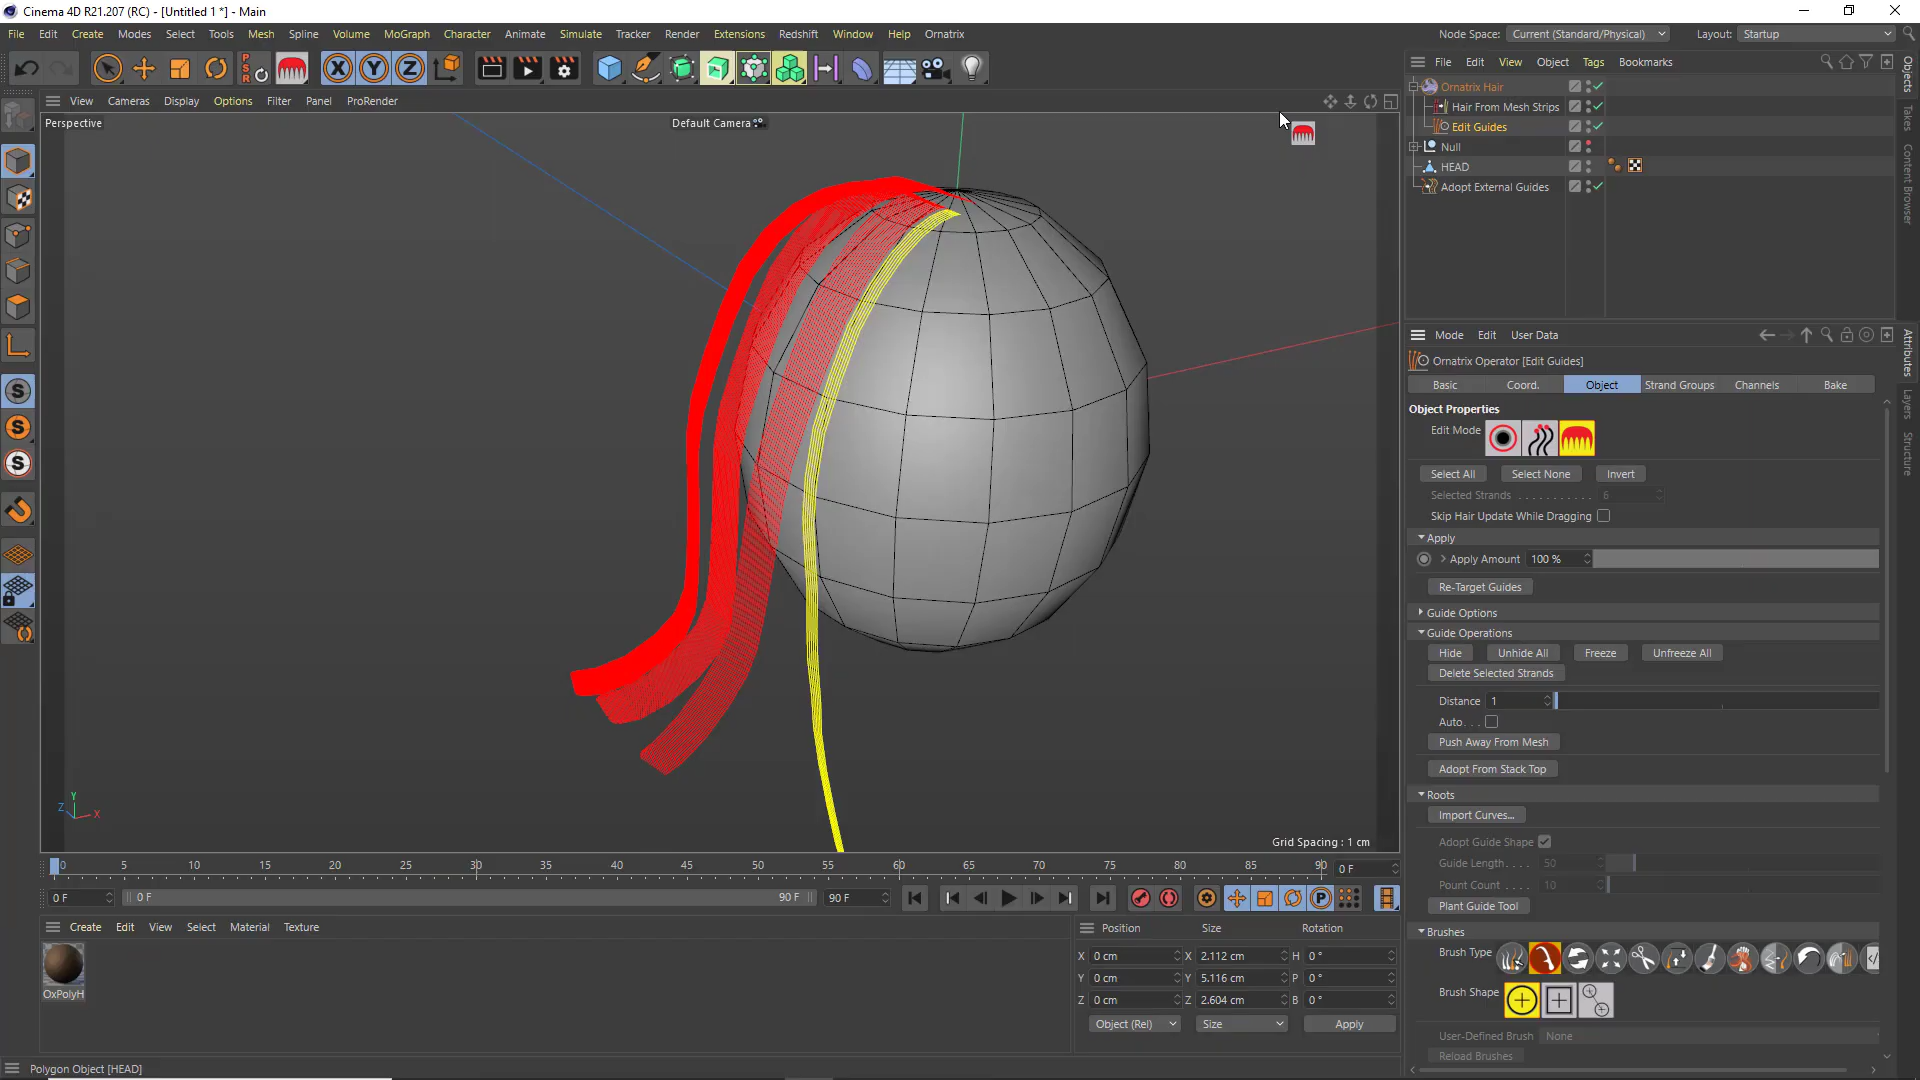 Cinema 4D R21.207 (RC) - [Untitled 1 *] - Main
File Edit Create Modes Select Tools Mesh Spline Volume MoGraph Character Animate Simulate Tracker Render Extensions Window Help Redshift Ornatrix
Node Space: Current (Standard/Physical) Layout: Startup
P S R
X Y Z
File Edit View Object Tags Bookmarks
View Cameras Display Options Filter Panel ProRender
Perspective
Default Camera
Ornatrix Hair
Hair From Mesh Strips
Edit Guides
Null
HEAD
Adopt External Guides
Objects
Takes
Content Browser
Mode Edit User Data
Ornatrix Operator [Edit Guides]
Basic Coord. Object Strand Groups Channels Bake
Object Properties
Edit Mode
Select All Select None Invert
Selected Strands . . . . . . . . . . . 6
Skip Hair Update While Dragging
Apply
Apply Amount 100 %
Re-Target Guides
Guide Options
Guide Operations
Hide Unhide All Freeze Unfreeze All
Delete Selected Strands
Distance 1
Auto. . .
Push Away From Mesh
Adopt From Stack Top
Roots
Import Curves...
Adopt Guide Shape
Guide Length. . . . 50
Pount Count . . . . 10
Plant Guide Tool
Brushes
Brush Type
Brush Shape
User-Defined Brush None
Reload Brushes
Attributes
Layers
Structure
S
S
S
Y
Z X
Grid Spacing : 1 cm
0 5 10 15 20 25 30 35 40 45 50 55 60 65 70 75 80 85 90 0 F
0 F 0 F 90 F 90 F
P
Create Edit View Select Material Texture
OxPolyH
Position Size Rotation
X 0 cm X 2.112 cm H 0 °
Y 0 cm Y 5.116 cm P 0 °
Z 0 cm Z 2.604 cm B 0 °
Object (Rel) Size Apply
Polygon Object [HEAD]